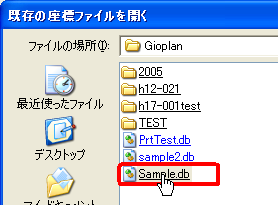 既存の座標ファイルを開く
ファイルの場所(I):
Gioplan
2005
h12-021
h17-001test
TEST
PrtTest.db
sample2.db
Sample.db
最近使ったファイル
デスクトップ